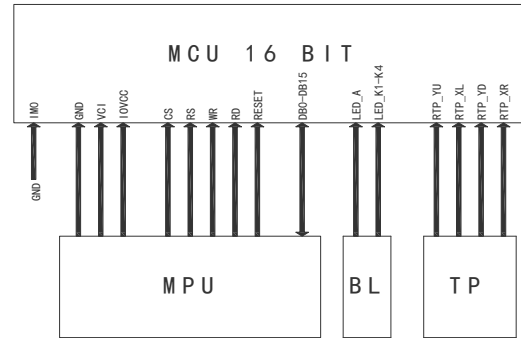 MCU 16 BIT
IMO
GND
VCI
IOVCC
CS
RS
WR
RD
RESET
DB0-DB15
LED_A
LED_K1-K4
RTP_YU
RTP_XL
RTP_YD
RTP_XR
GND
MPU
BL
TP